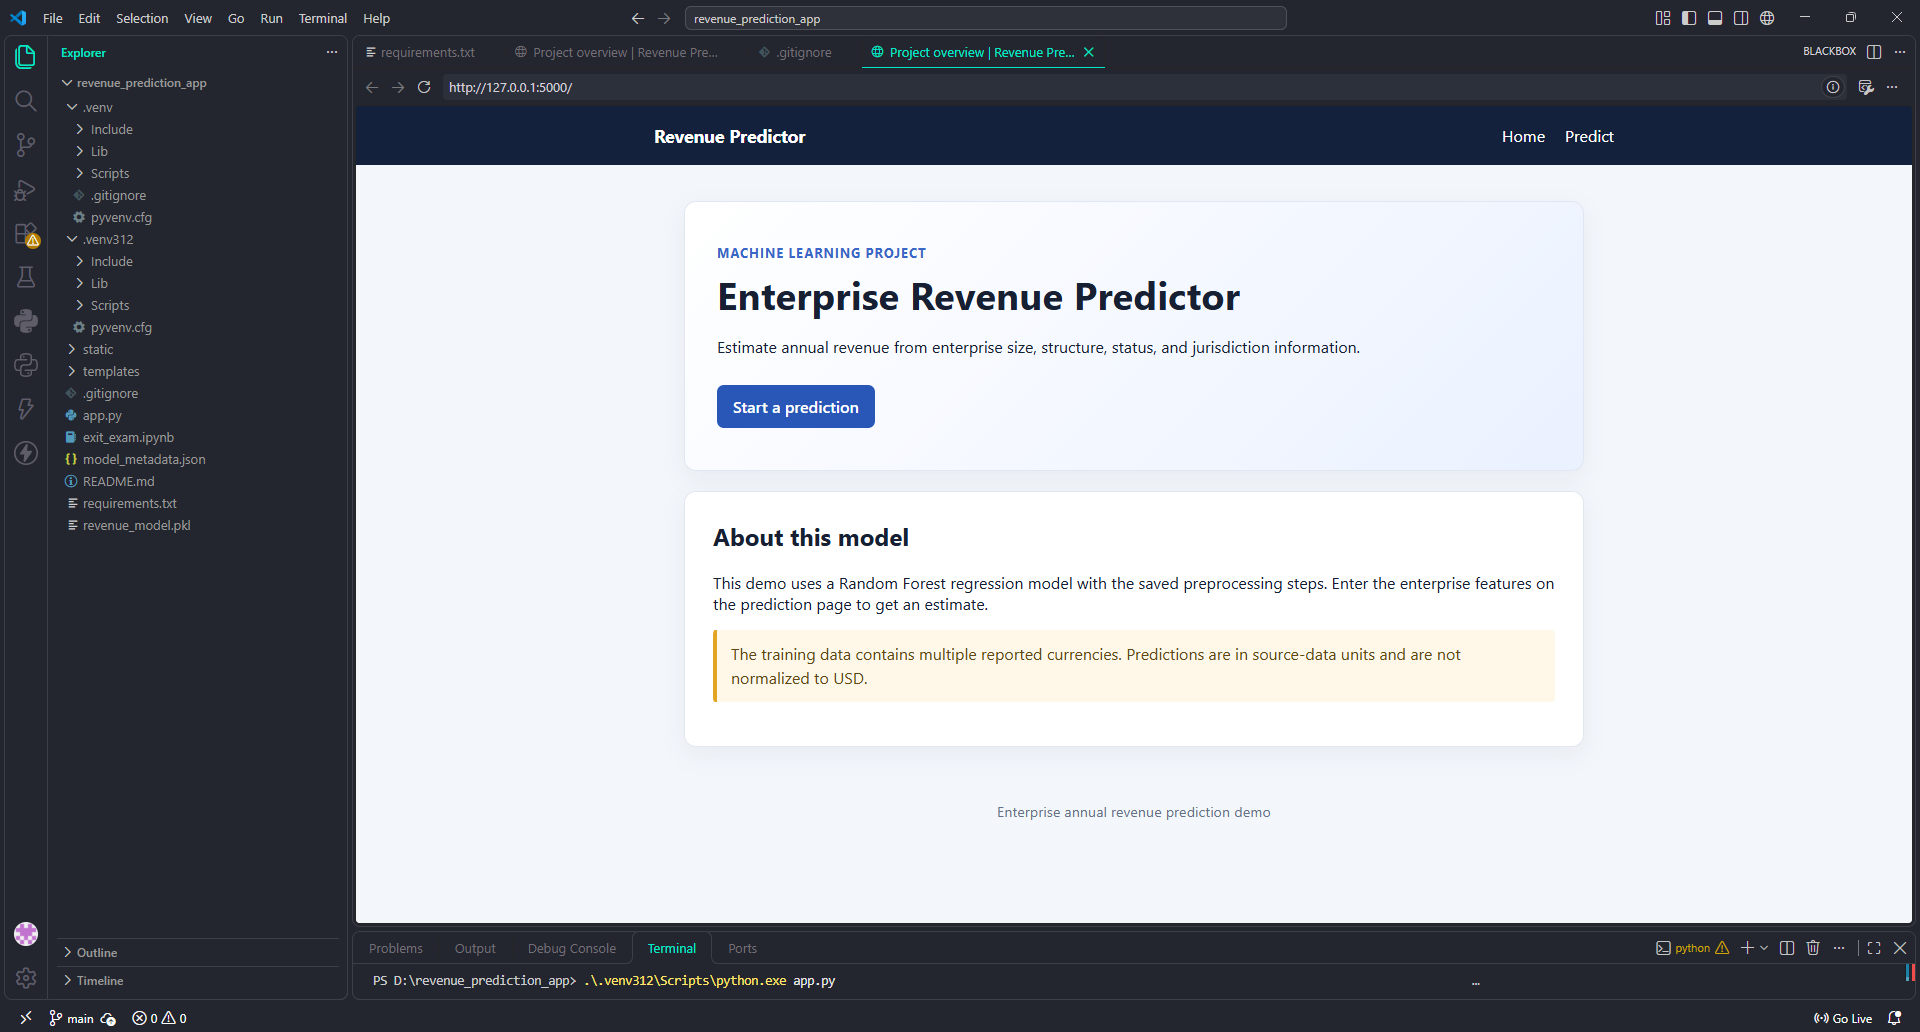 File Edit Selection View Go Run Terminal Help
revenue_prediction_app
Explorer
revenue_prediction_app
.venv
Include
Lib
Scripts
.gitignore
pyvenv.cfg
.venv312
Include
Lib
Scripts
pyvenv.cfg
static
templates
.gitignore
app.py
exit_exam.ipynb
model_metadata.json
README.md
requirements.txt
revenue_model.pkl
Outline
Timeline
requirements.txt
Project overview | Revenue Pre...
.gitignore
Project overview | Revenue Pre...
BLACKBOX
http://127.0.0.1:5000/
Revenue Predictor
Home Predict
MACHINE LEARNING PROJECT
Enterprise Revenue Predictor
Estimate annual revenue from enterprise size, structure, status, and jurisdiction information.
Start a prediction
About this model
This demo uses a Random Forest regression model with the saved preprocessing steps. Enter the enterprise features on
the prediction page to get an estimate.
The training data contains multiple reported currencies. Predictions are in source-data units and are not
normalized to USD.
Enterprise annual revenue prediction demo
Problems Output Debug Console Terminal Ports
python
PS D:\revenue_prediction_app> .\.venv312\Scripts\python.exe app.py
main 0 0
Go Live